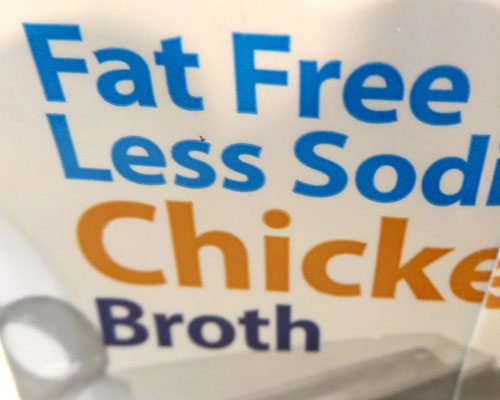 Fat Free
Less Sodi
Chicke
Broth